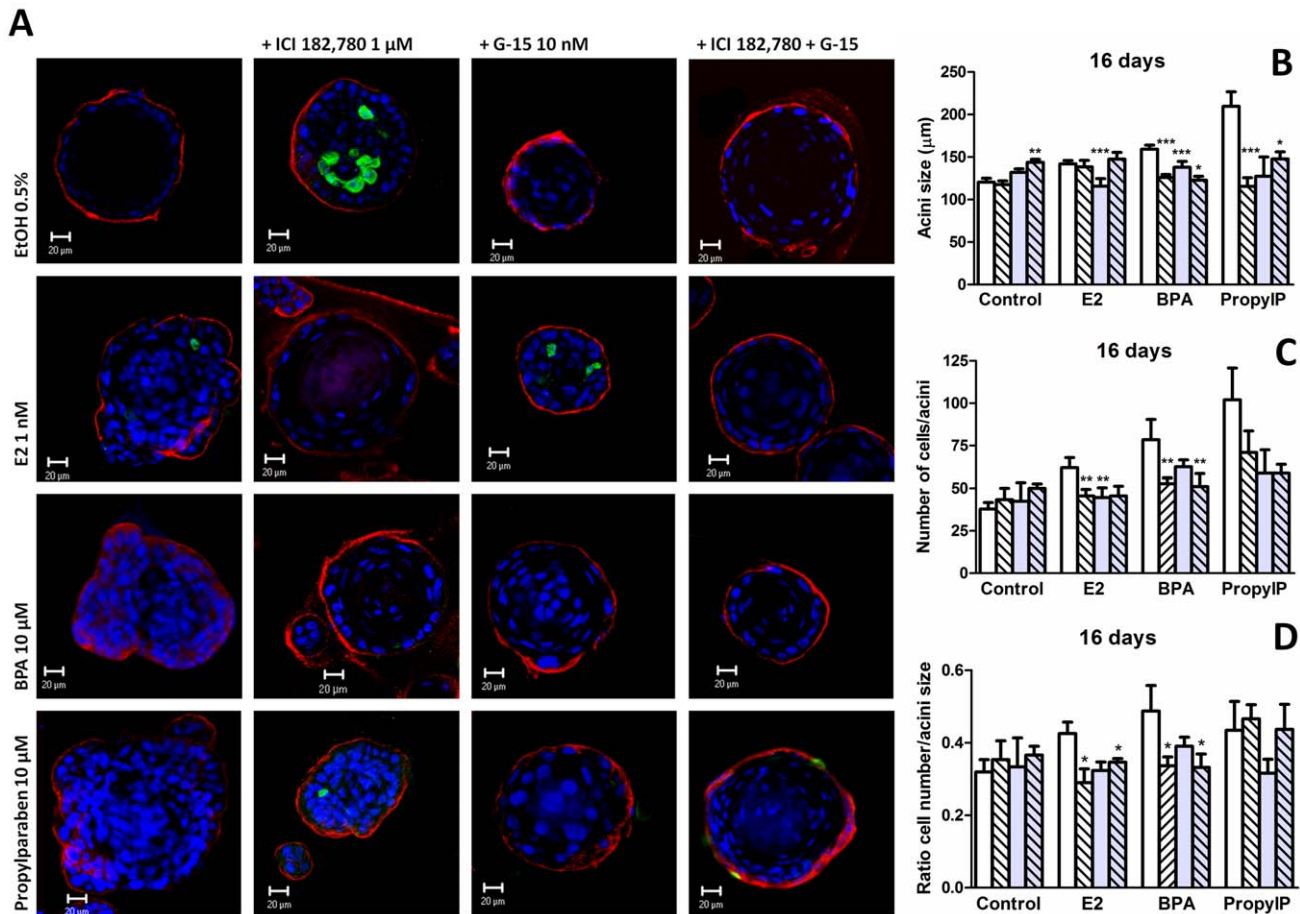 A
+ ICI 182,780 1 µM
+ G-15 10 nM
+ ICI 182,780 + G-15
EtOH 0.5%
20 µm
20 µm
20 µm
20 µm
E2 1 nM
20 µm
20 µm
20 µm
20 µm
BPA 10 µM
20 µm
20 µm
20 µm
20 µm
Propylparaben 10 µM
20 µm
20 µm
20 µm
20 µm
B
16 days
Acini size (µm)
250
200
150
100
50
0
**
***
***
***
*
***
*
Control E2 BPA PropylP
C
16 days
Number of cells/acini
125
100
75
50
25
0
**
**
**
**
Control E2 BPA PropylP
D
16 days
Ratio cell number/acini size
0.6
0.4
0.2
0.0
*
*
*
*
Control E2 BPA PropylP